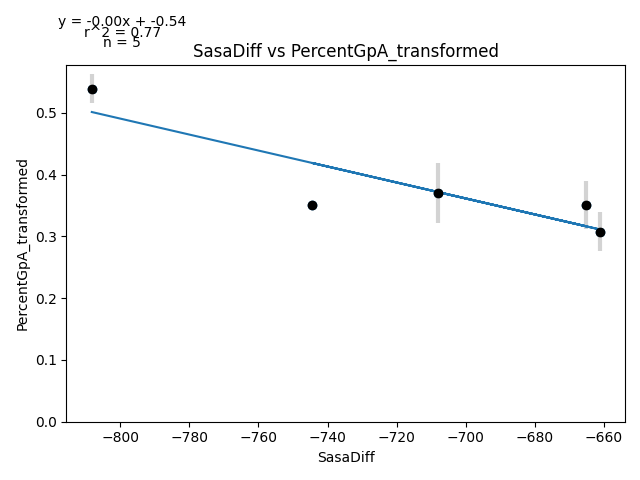 y = -0.00x + -0.54
r^2 = 0.77
n = 5
SasaDiff vs PercentGpA_transformed
PercentGpA_transformed
0.5
0.4
0.3
0.2
0.1
0.0
−800 −780 −760 −740 −720 −700 −680 −660
SasaDiff